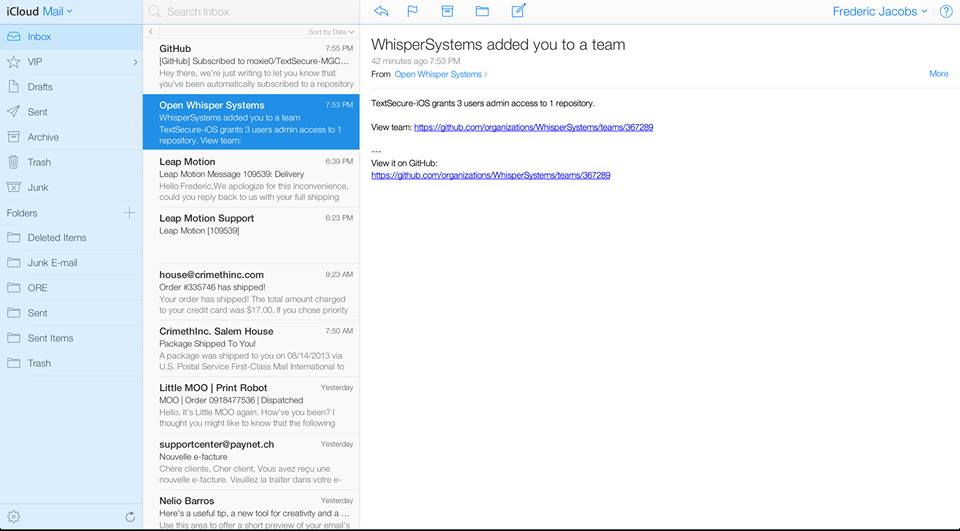 iCloud Mail
Search Inbox
Frederic Jacobs
?
Inbox
VIP
Drafts
Sent
Archive
Trash
Junk
Folders
Deleted Items
Junk E-mail
ORE
Sent
Sent Items
Trash
Sort by Date
GitHub 7:55 PM
[GitHub] Subscribed to moxie0/TextSecure-MGC...
Hey there, we're just writing to let you know that
you've been automatically subscribed to a repository
Open Whisper Systems 7:53 PM
WhisperSystems added you to a team
TextSecure-iOS grants 3 users admin access to 1
repository. View team:
Leap Motion 6:39 PM
Leap Motion Message 109539: Delivery
Hello Frederic,We apologize for this inconvenience,
could you reply back to us with your full shipping
Leap Motion Support 6:23 PM
Leap Motion [109539]
house@crimethinc.com 9:23 AM
Order #335746 has shipped!
Your order has shipped! The total amount charged
to your credit card was $17.00. If you chose priority
CrimethInc. Salem House 7:50 AM
Package Shipped To You!
A package was shipped to you on 08/14/2013 via
U.S. Postal Service First-Class Mail International to
Little MOO | Print Robot Yesterday
MOO | Order 0918477536 | Dispatched
Hello, It's Little MOO again. How've you been? I
thought you might like to know that the following
supportcenter@paynet.ch Yesterday
Nouvelle e-facture
Chère cliente, Cher client, Vous avez reçu une
nouvelle e-facture. Veuillez la traiter dans votre e-
Nelio Barros Yesterday
Here's a useful tip, a new tool for creativity and a ...
Use this area to offer a short preview of your email's
WhisperSystems added you to a team
42 minutes ago 7:53 PM
From Open Whisper Systems
More
TextSecure-iOS grants 3 users admin access to 1 repository.
View team: https://github.com/organizations/WhisperSystems/teams/367289
---
View it on GitHub:
https://github.com/organizations/WhisperSystems/teams/367289